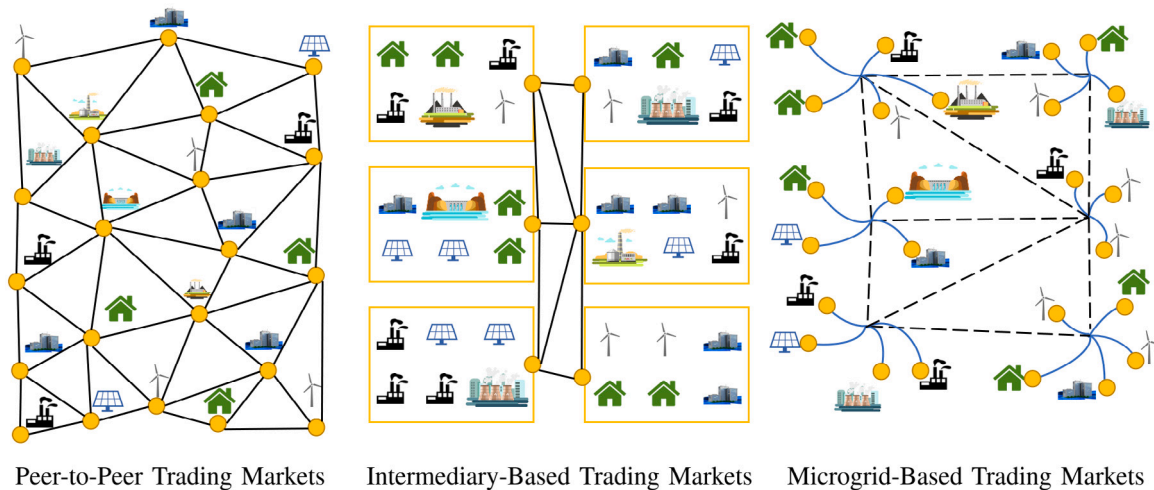 Peer-to-Peer Trading Markets
Intermediary-Based Trading Markets
Microgrid-Based Trading Markets